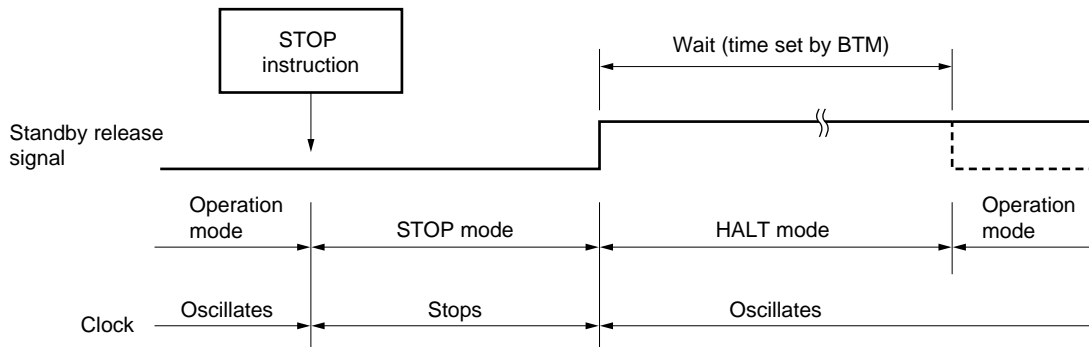 STOP
instruction
Wait (time set by BTM)
Standby release
signal
Operation
mode
STOP mode
HALT mode
Operation
mode
Clock
Oscillates
Stops
Oscillates